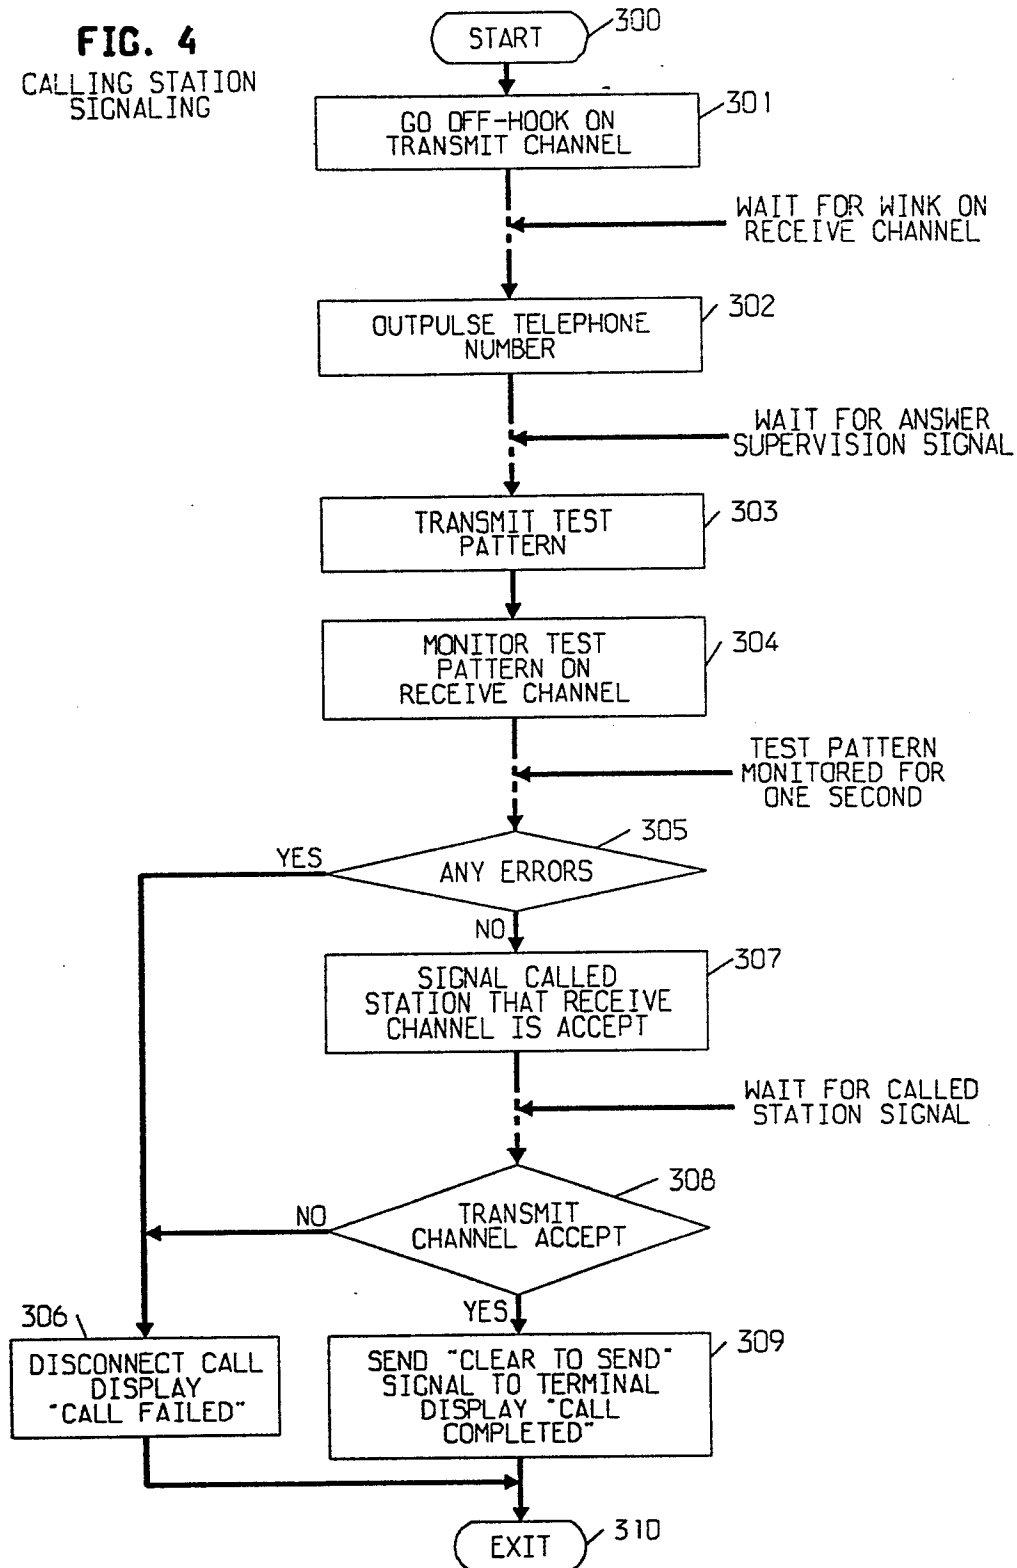 FIG. 4
CALLING STATION
SIGNALING
START
300
GO OFF-HOOK ON
TRANSMIT CHANNEL
301
WAIT FOR WINK ON
RECEIVE CHANNEL
OUTPULSE TELEPHONE
NUMBER
302
WAIT FOR ANSWER
SUPERVISION SIGNAL
TRANSMIT TEST
PATTERN
303
MONITOR TEST
PATTERN ON
RECEIVE CHANNEL
304
TEST PATTERN
MONITORED FOR
ONE SECOND
305
YES
ANY ERRORS
NO
SIGNAL CALLED
STATION THAT RECEIVE
CHANNEL IS ACCEPT
307
WAIT FOR CALLED
STATION SIGNAL
308
NO
TRANSMIT
CHANNEL ACCEPT
YES
306
DISCONNECT CALL
DISPLAY
"CALL FAILED"
309
SEND "CLEAR TO SEND"
SIGNAL TO TERMINAL
DISPLAY "CALL
COMPLETED"
EXIT
310